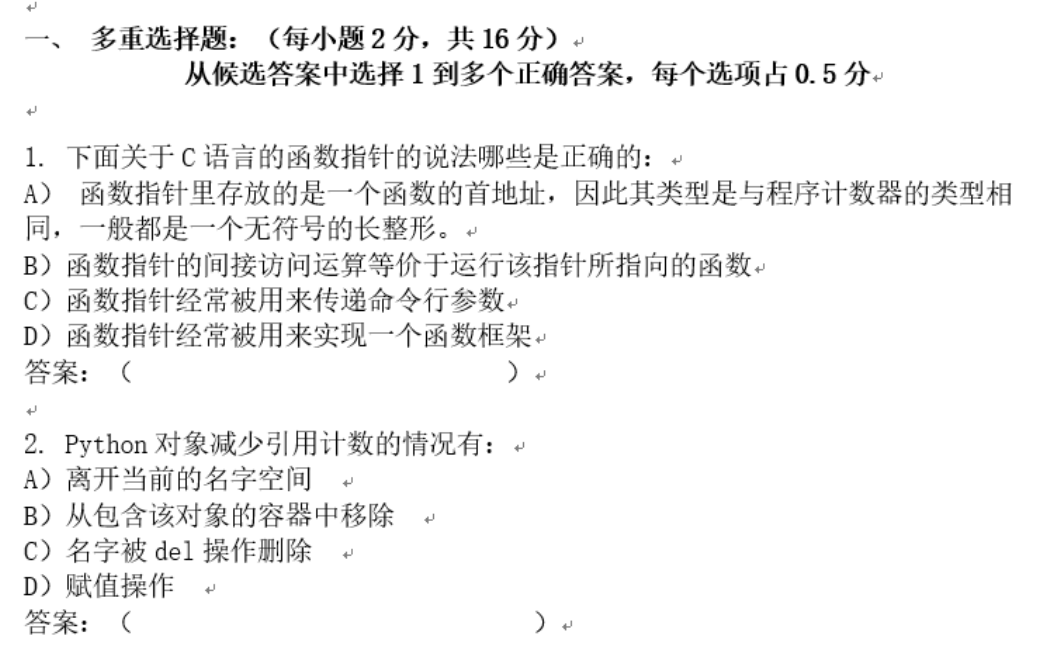 一、 多重选择题：（每小题 2 分，共 16 分）
从候选答案中选择 1 到多个正确答案，每个选项占 0.5 分
1. 下面关于 C 语言的函数指针的说法哪些是正确的：
A） 函数指针里存放的是一个函数的首地址，因此其类型是与程序计数器的类型相
同，一般都是一个无符号的长整形。
B）函数指针的间接访问运算等价于运行该指针所指向的函数
C）函数指针经常被用来传递命令行参数
D）函数指针经常被用来实现一个函数框架
答案：（ ）
2. Python 对象减少引用计数的情况有：
A）离开当前的名字空间
B）从包含该对象的容器中移除
C）名字被 del 操作删除
D）赋值操作
答案：（ ）